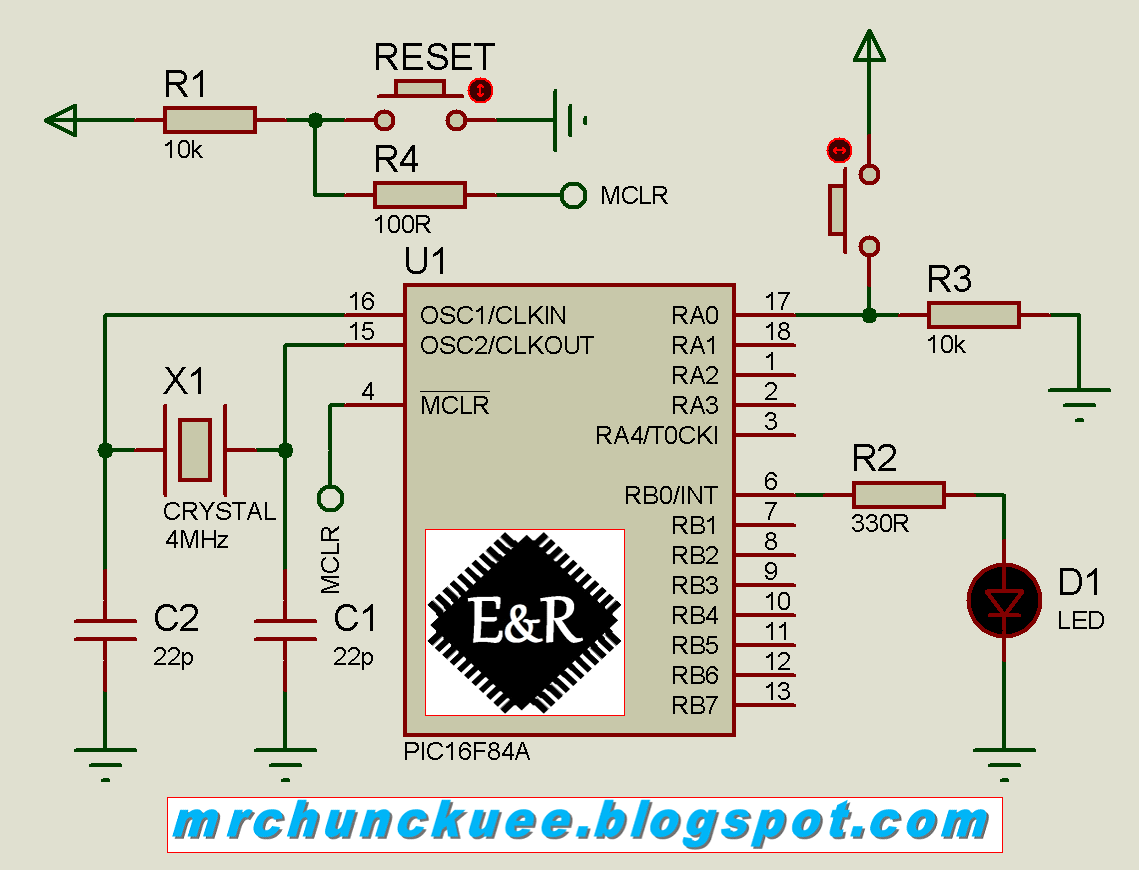 RESET
R1
10k
R4
100R
MCLR
U1
16
OSC1/CLKIN
15
OSC2/CLKOUT
4
MCLR
RA0
17
RA1
18
RA2
1
RA3
2
RA4/T0CKI
3
RB0/INT
6
RB1
7
RB2
8
RB3
9
RB4
10
RB5
11
RB6
12
RB7
13
R3
10k
R2
330R
D1
LED
X1
CRYSTAL
4MHz
MCLR
C2
22p
C1
22p
E&R
PIC16F84A
mrchunckuee.blogspot.com